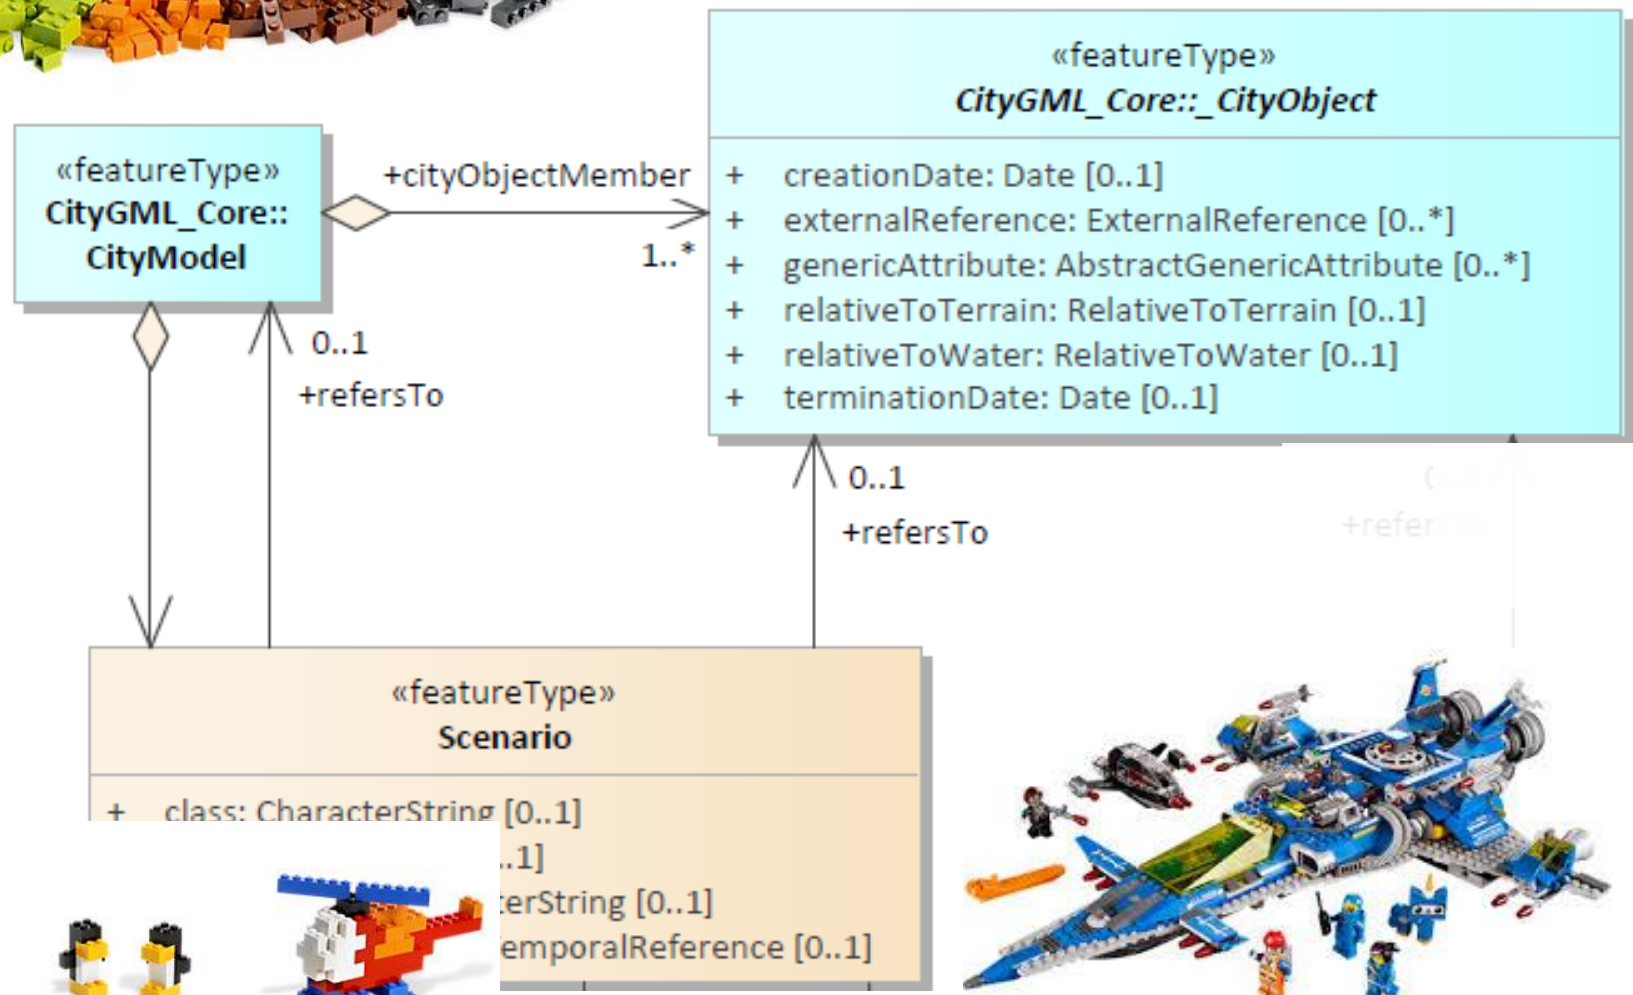 «featureType»
CityGML_Core::_CityObject
+ creationDate: Date [0..1]
+ externalReference: ExternalReference [0..*]
+ genericAttribute: AbstractGenericAttribute [0..*]
+ relativeToTerrain: RelativeToTerrain [0..1]
+ relativeToWater: RelativeToWater [0..1]
+ terminationDate: Date [0..1]
«featureType»
CityGML_Core::
CityModel
+cityObjectMember
1..*
0..1
+refersTo
0..1
+refersTo
«featureType»
Scenario
+ class: CharacterString [0..1]
..1]
terString [0..1]
emporalReference [0..1]